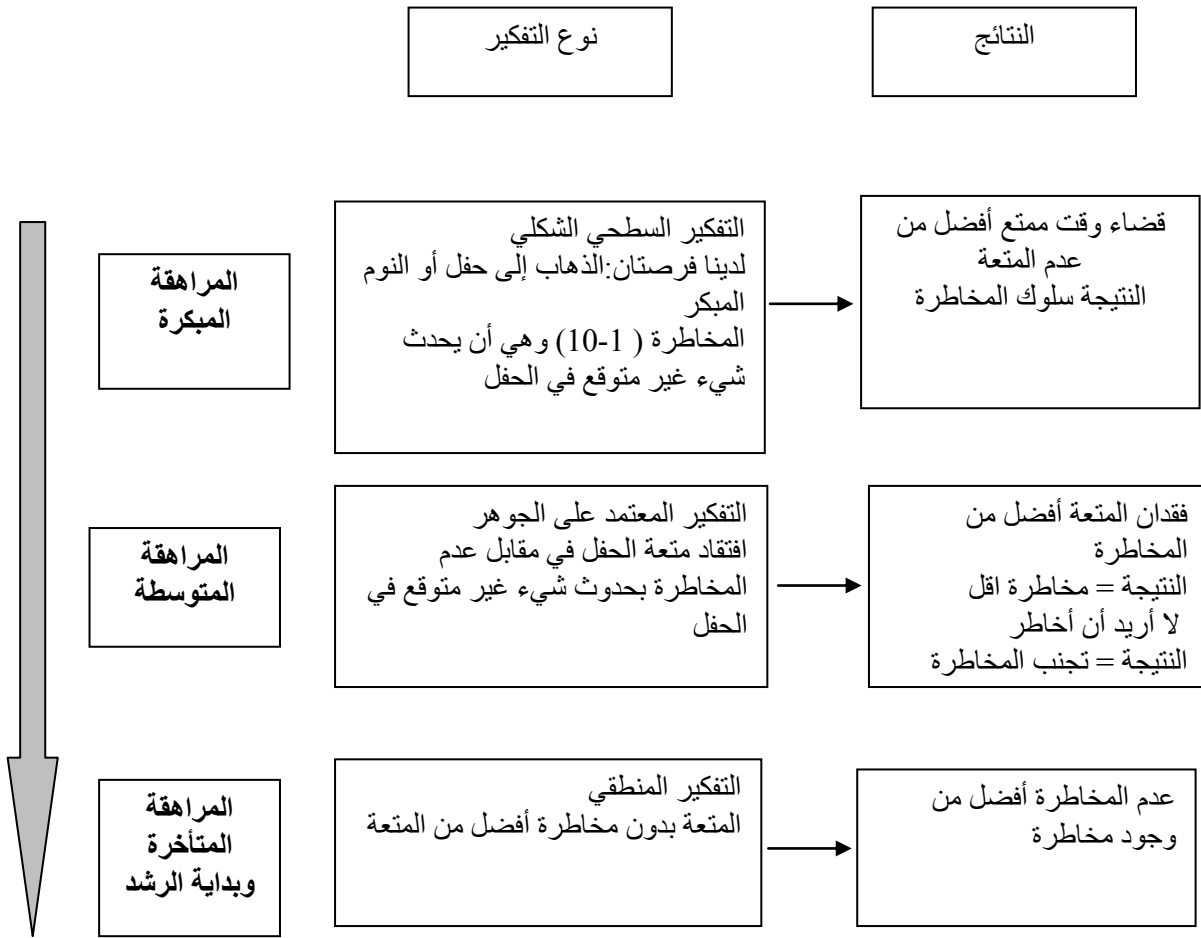 نوع التفكير
النتائج
المراهقة
المبكرة
التفكير السطحي الشكلي
لدينا فرصتان:الذهاب إلى حفل أو النوم
المبكر
المخاطرة ( 1-10) وهي أن يحدث
شيء غير متوقع في الحفل
قضاء وقت ممتع أفضل من
عدم المتعة
النتيجة سلوك المخاطرة
المراهقة
المتوسطة
التفكير المعتمد على الجوهر
افتقاد متعة الحفل في مقابل عدم
المخاطرة بحدوث شيء غير متوقع في
الحفل
فقدان المتعة أفضل من
المخاطرة
النتيجة = مخاطرة اقل
لا أريد أن أخاطر
النتيجة = تجنب المخاطرة
المراهقة
المتأخرة
وبداية الرشد
التفكير المنطقي
المتعة بدون مخاطرة أفضل من المتعة
عدم المخاطرة أفضل من
وجود مخاطرة